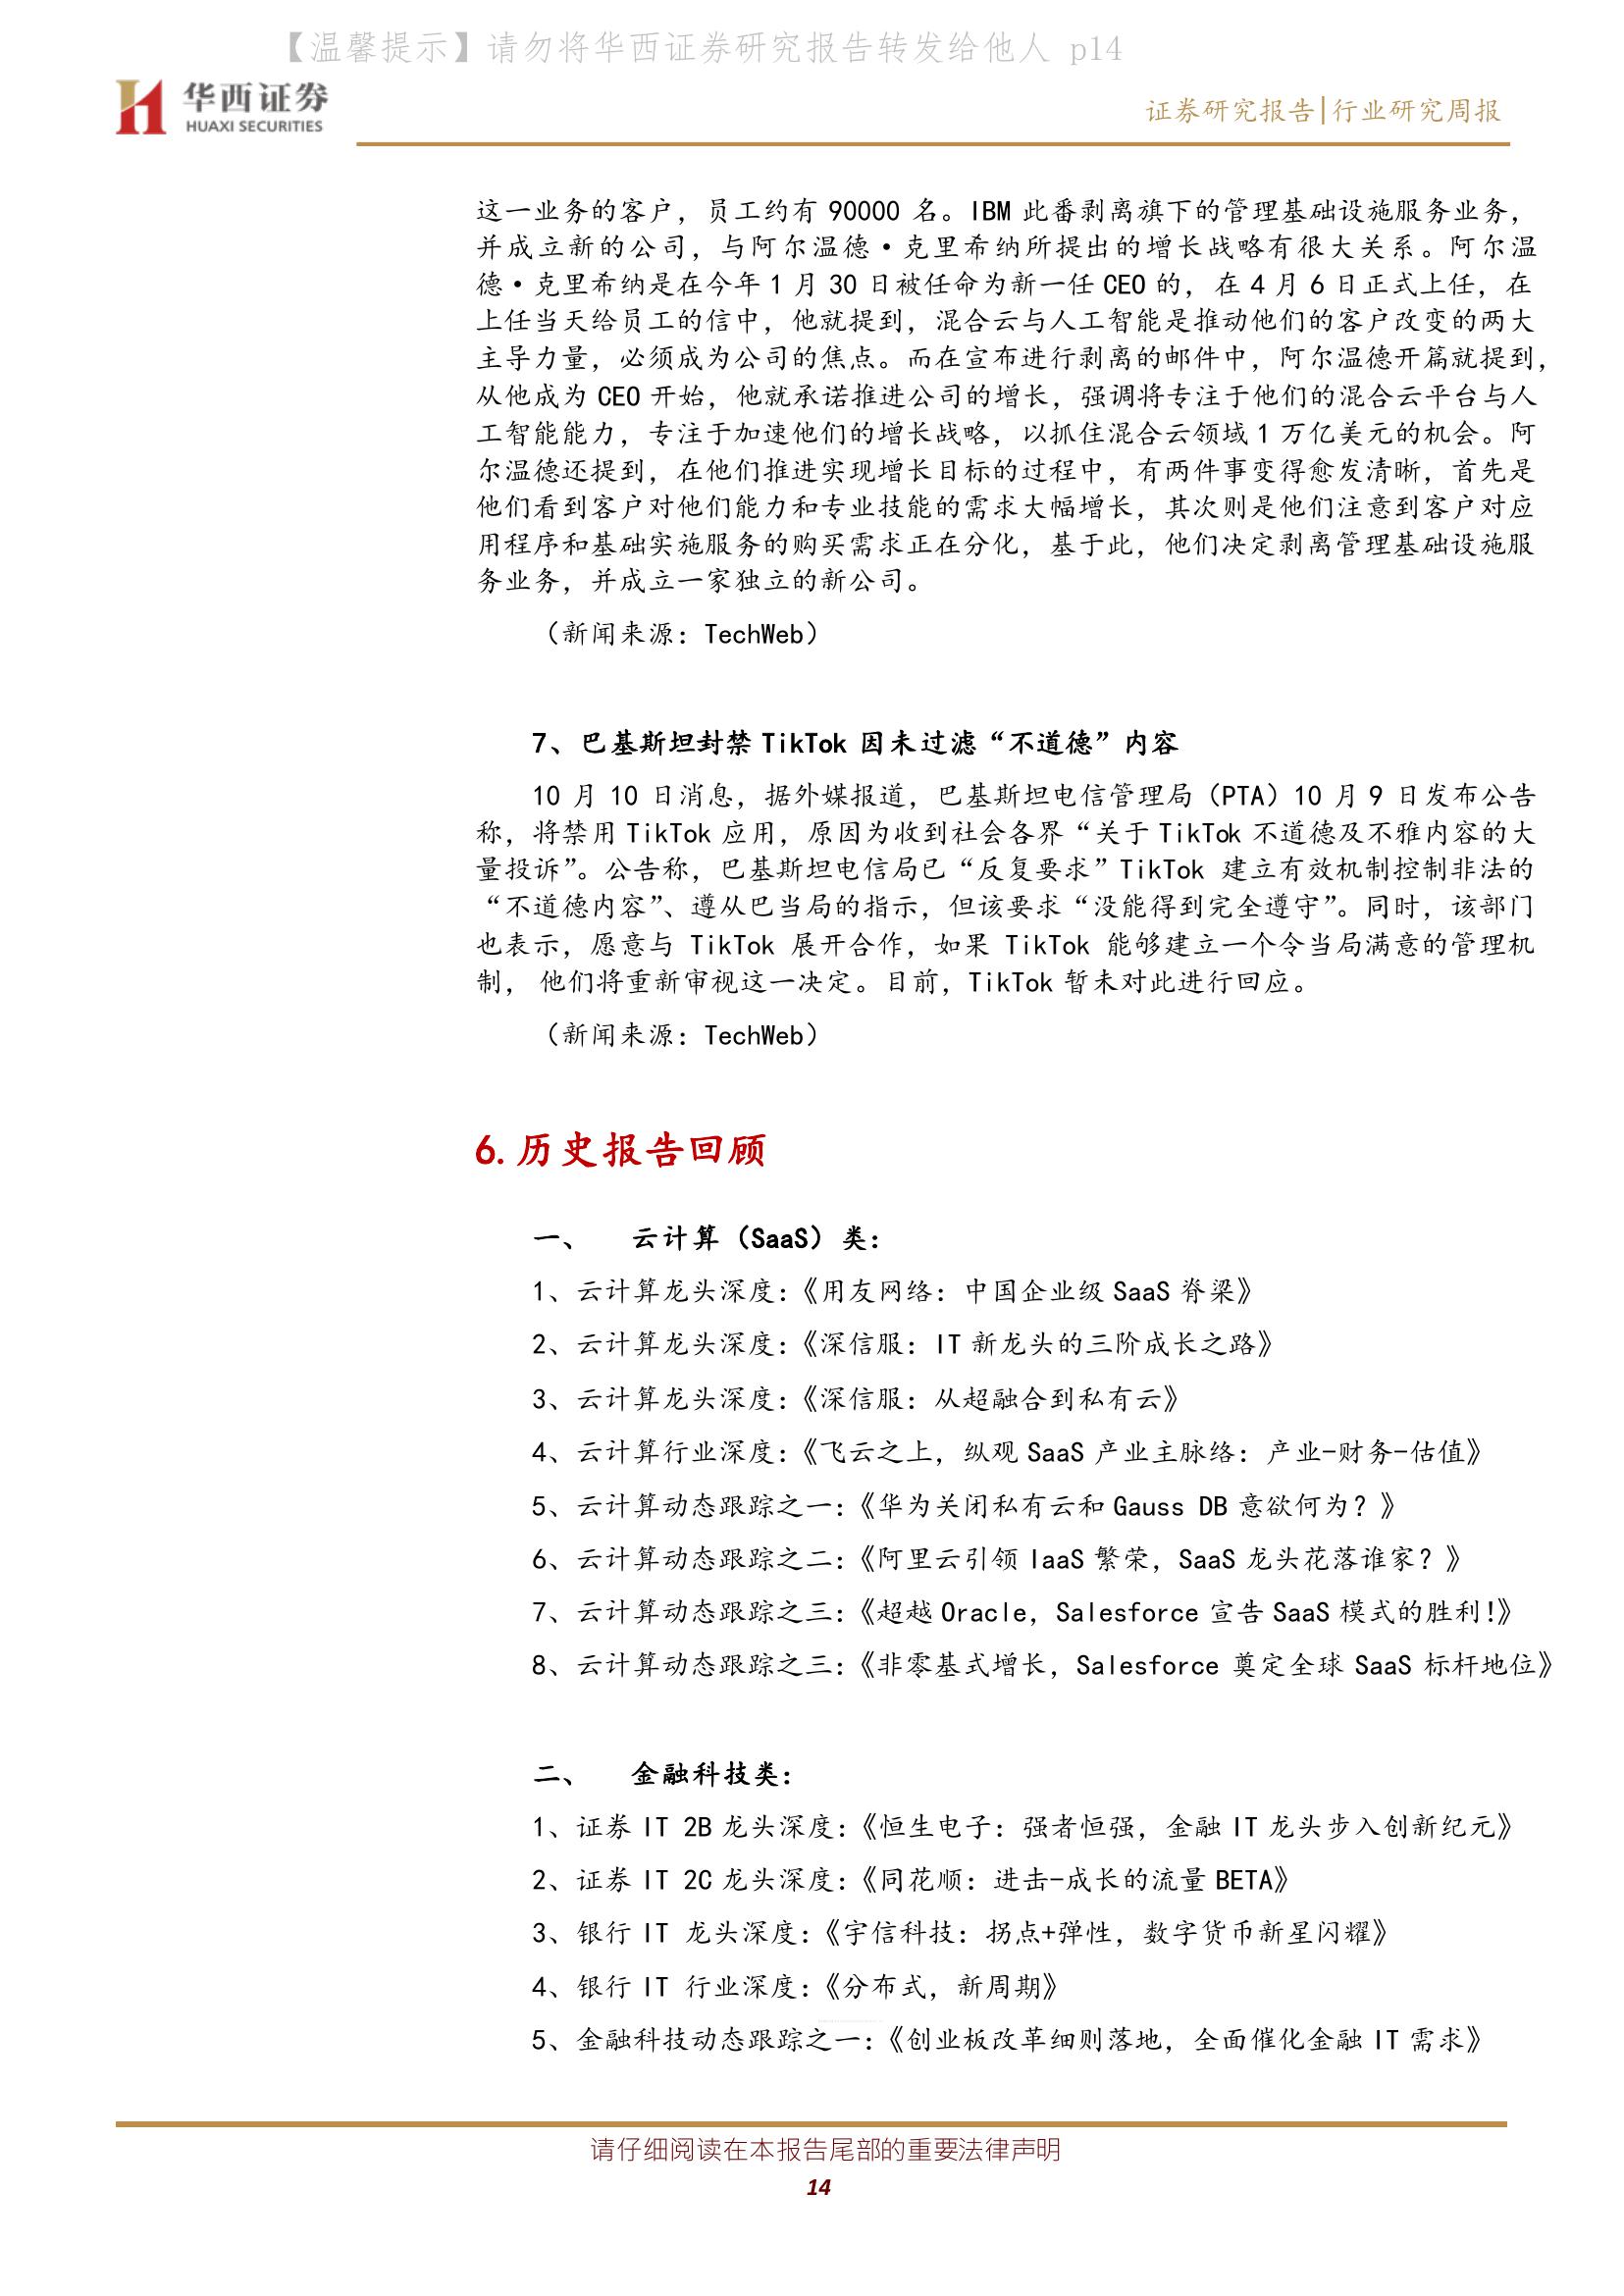 【温馨提示】请勿将华西证券研究报告转发给他人 p14
华西证券
HUAXI SECURITIES
证券研究报告|行业研究周报
这一业务的客户，员工约有 90000 名。IBM 此番剥离旗下的管理基础设施服务业务，
并成立新的公司，与阿尔温德·克里希纳所提出的增长战略有很大关系。阿尔温
德·克里希纳是在今年 1 月 30 日被任命为新一任 CEO 的，在 4 月 6 日正式上任，在
上任当天给员工的信中，他就提到，混合云与人工智能是推动他们的客户改变的两大
主导力量，必须成为公司的焦点。而在宣布进行剥离的邮件中，阿尔温德开篇就提到，
从他成为 CEO 开始，他就承诺推进公司的增长，强调将专注于他们的混合云平台与人
工智能能力，专注于加速他们的增长战略，以抓住混合云领域 1 万亿美元的机会。阿
尔温德还提到，在他们推进实现增长目标的过程中，有两件事变得愈发清晰，首先是
他们看到客户对他们能力和专业技能的需求大幅增长，其次则是他们注意到客户对应
用程序和基础实施服务的购买需求正在分化，基于此，他们决定剥离管理基础设施服
务业务，并成立一家独立的新公司。
（新闻来源：TechWeb）
7、巴基斯坦封禁 TikTok 因未过滤“不道德”内容
10 月 10 日消息，据外媒报道，巴基斯坦电信管理局（PTA）10 月 9 日发布公告
称，将禁用 TikTok 应用，原因为收到社会各界“关于 TikTok 不道德及不雅内容的大
量投诉”。公告称，巴基斯坦电信局已“反复要求”TikTok 建立有效机制控制非法的
“不道德内容”、遵从巴当局的指示，但该要求“没能得到完全遵守”。同时，该部门
也表示，愿意与 TikTok 展开合作，如果 TikTok 能够建立一个令当局满意的管理机
制， 他们将重新审视这一决定。目前，TikTok 暂未对此进行回应。
（新闻来源：TechWeb）
6.历史报告回顾
一、 云计算（SaaS）类：
1、云计算龙头深度：《用友网络：中国企业级 SaaS 脊梁》
2、云计算龙头深度：《深信服：IT 新龙头的三阶成长之路》
3、云计算龙头深度：《深信服：从超融合到私有云》
4、云计算行业深度：《飞云之上，纵观 SaaS 产业主脉络：产业-财务-估值》
5、云计算动态跟踪之一：《华为关闭私有云和 Gauss DB 意欲何为？》
6、云计算动态跟踪之二：《阿里云引领 IaaS 繁荣，SaaS 龙头花落谁家？》
7、云计算动态跟踪之三：《超越 Oracle，Salesforce 宣告 SaaS 模式的胜利!》
8、云计算动态跟踪之三：《非零基式增长，Salesforce 奠定全球 SaaS 标杆地位》
二、 金融科技类：
1、证券 IT 2B 龙头深度：《恒生电子：强者恒强，金融 IT 龙头步入创新纪元》
2、证券 IT 2C 龙头深度：《同花顺：进击-成长的流量 BETA》
3、银行 IT 龙头深度：《宇信科技：拐点+弹性，数字货币新星闪耀》
4、银行 IT 行业深度：《分布式，新周期》
5、金融科技动态跟踪之一：《创业板改革细则落地，全面催化金融 IT 需求》
请仔细阅读在本报告尾部的重要法律声明
14